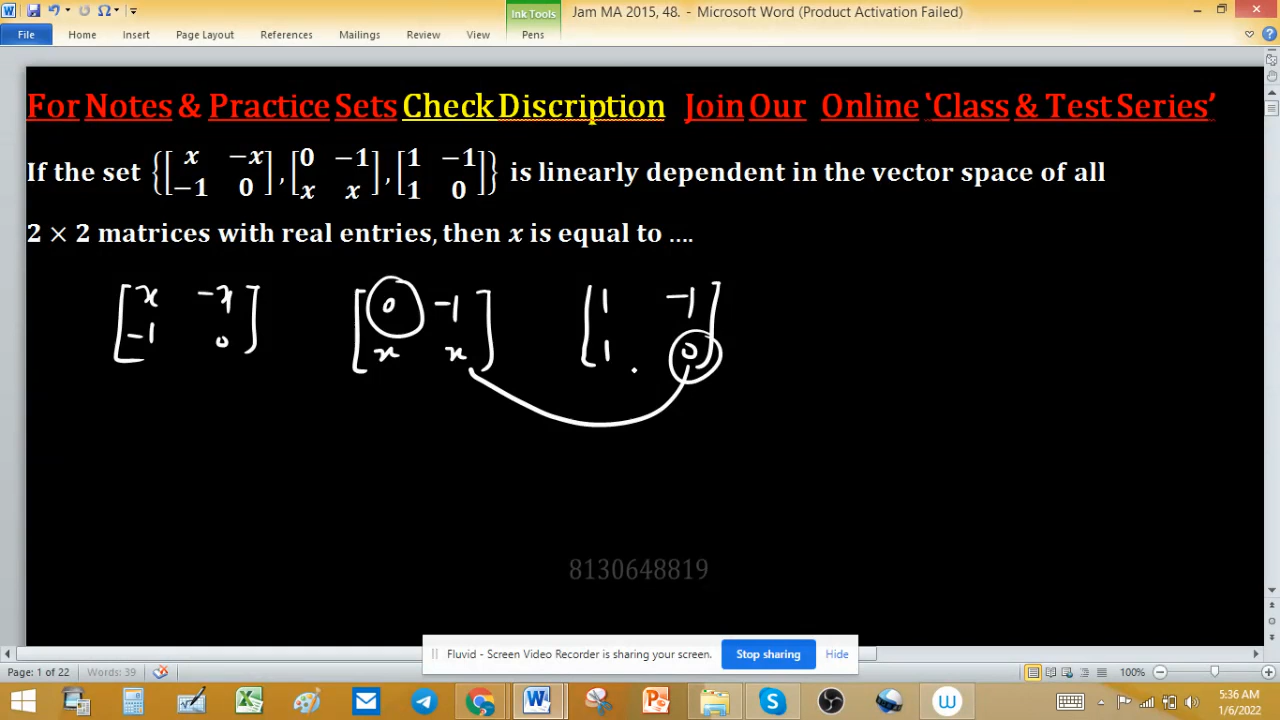 Ink Tools
Jam MA 2015, 48. - Microsoft Word (Product Activation Failed)
File Home Insert Page Layout References Mailings Review View Pens
For Notes & Practice Sets Check Discription Join Our Online ‘Class & Test Series’
If the set {[x −x −1 0], [0 −1 x x], [1 −1 1 0]} is linearly dependent in the vector space of all
2 × 2 matrices with real entries, then x is equal to ....
[x -x [0 -1] [1 -1]
-1 0] x x] 1 0]
8130648819
Fluvid - Screen Video Recorder is sharing your screen. Stop sharing Hide
Page: 1 of 22 Words: 39 100%
5:36 AM
1/6/2022